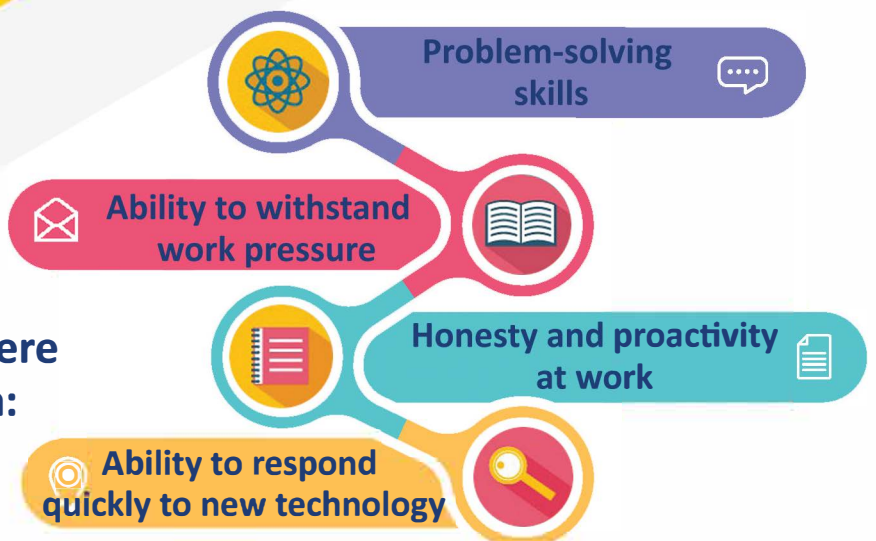 Problem-solving
skills
Ability to withstand
work pressure
Honesty and proactivity
at work
Ability to respond
quickly to new technology